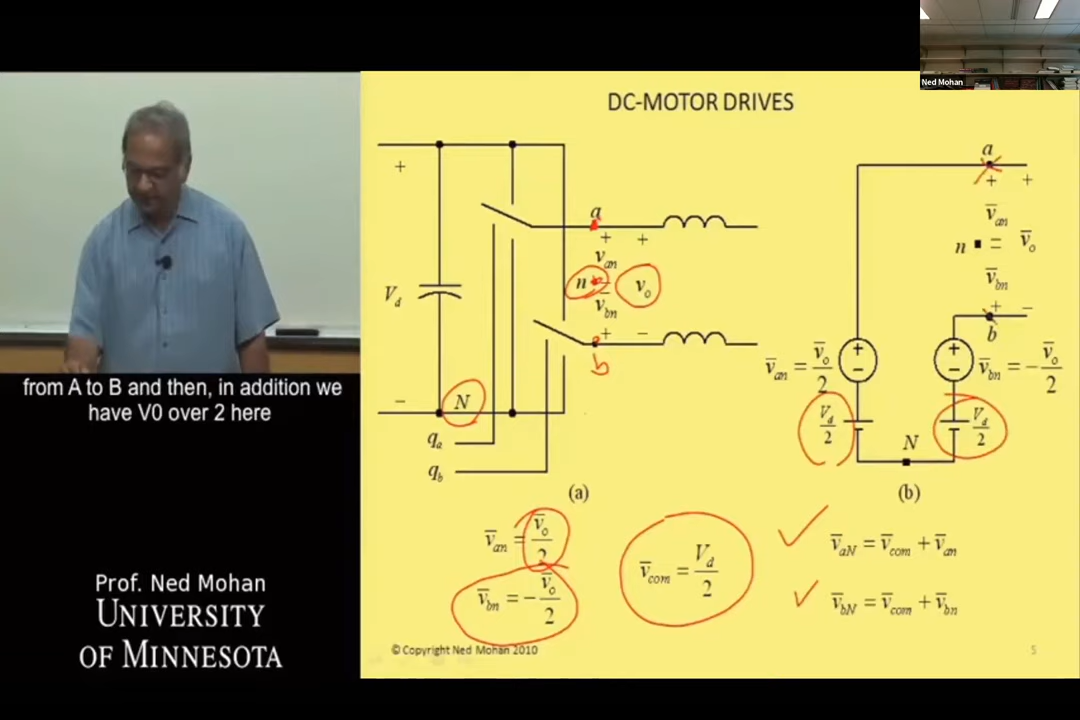 Ned Mohan
DC-MOTOR DRIVES
+
a
+ +
v_an
n = v_o
v_bn
+ −
b
V_d
−
N
q_a
q_b
(a)
a
+ +
v̅_an
n = v̅_o
v̅_bn
+ −
b
v̅_an = v̅_o/2
+
−
+
−
v̅_bn = −v̅_o/2
V_d/2
V_d/2
N
(b)
v̅_an = v̅_o/2
v̅_bn = −v̅_o/2
v̅_com = V_d/2
v̅_aN = v̅_com + v̅_an
v̅_bN = v̅_com + v̅_bn
© Copyright Ned Mohan 2010
5
from A to B and then, in addition we
have V0 over 2 here
Prof. Ned Mohan
UNIVERSITY
OF MINNESOTA